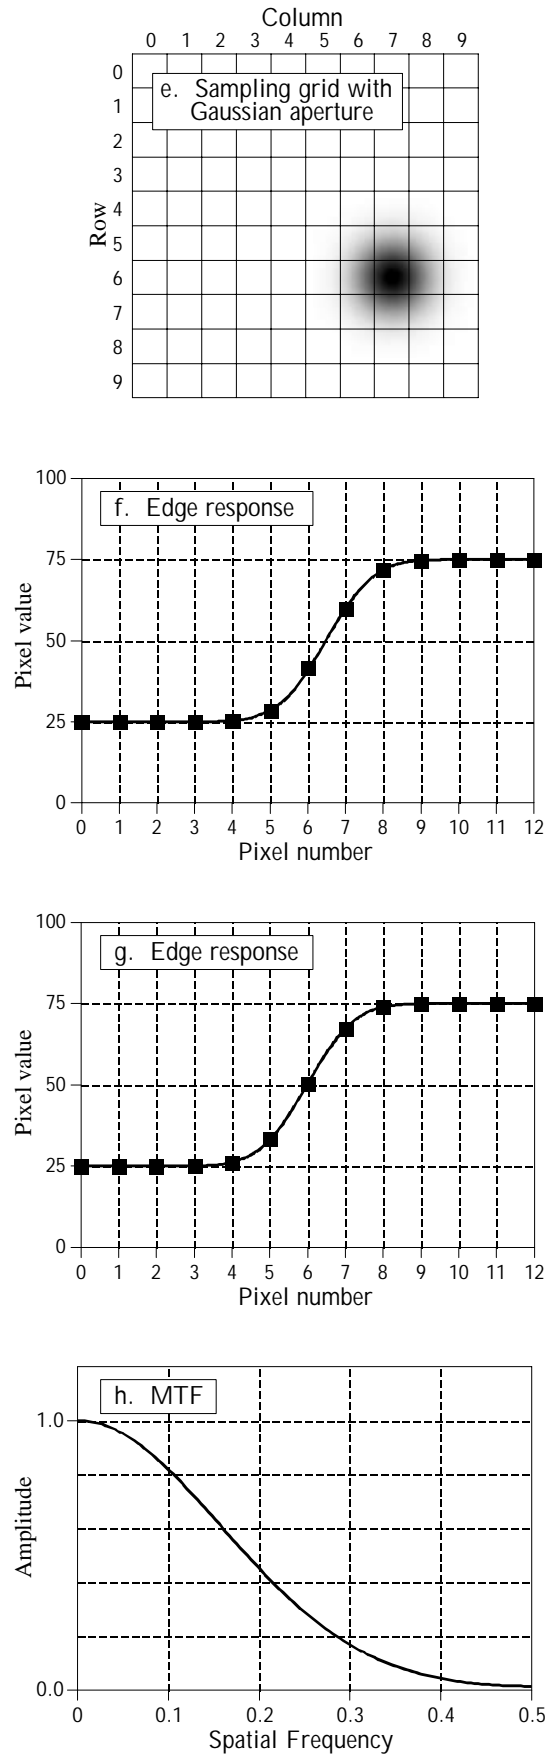 Column
0 1 2 3 4 5 6 7 8 9
e. Sampling grid with
Gaussian aperture
Row
0
1
2
3
4
5
6
7
8
9
f. Edge response
Pixel value
100
75
50
25
0
0 1 2 3 4 5 6 7 8 9 10 11 12
Pixel number
g. Edge response
Pixel value
100
75
50
25
0
0 1 2 3 4 5 6 7 8 9 10 11 12
Pixel number
h. MTF
Amplitude
1.0
0.0
0 0.1 0.2 0.3 0.4 0.5
Spatial Frequency